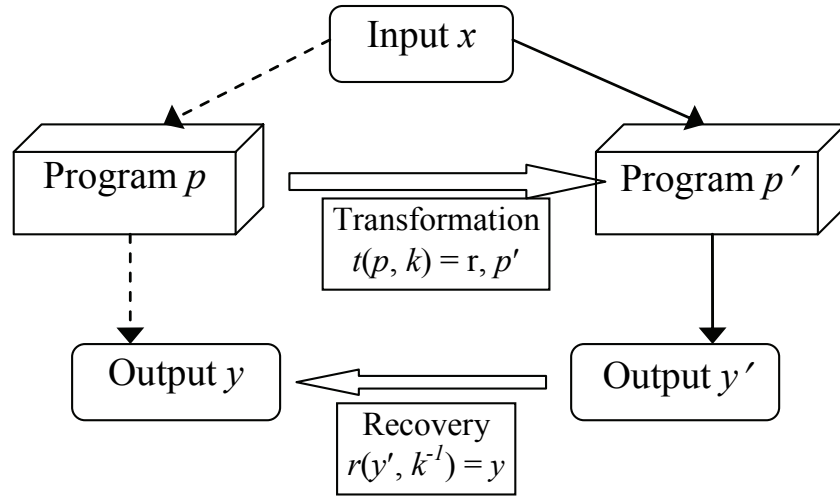 Input x
Program p
Program p′
Transformation
t(p, k) = r, p'
Output y
Output y′
Recovery
r(y', k⁻¹) = y